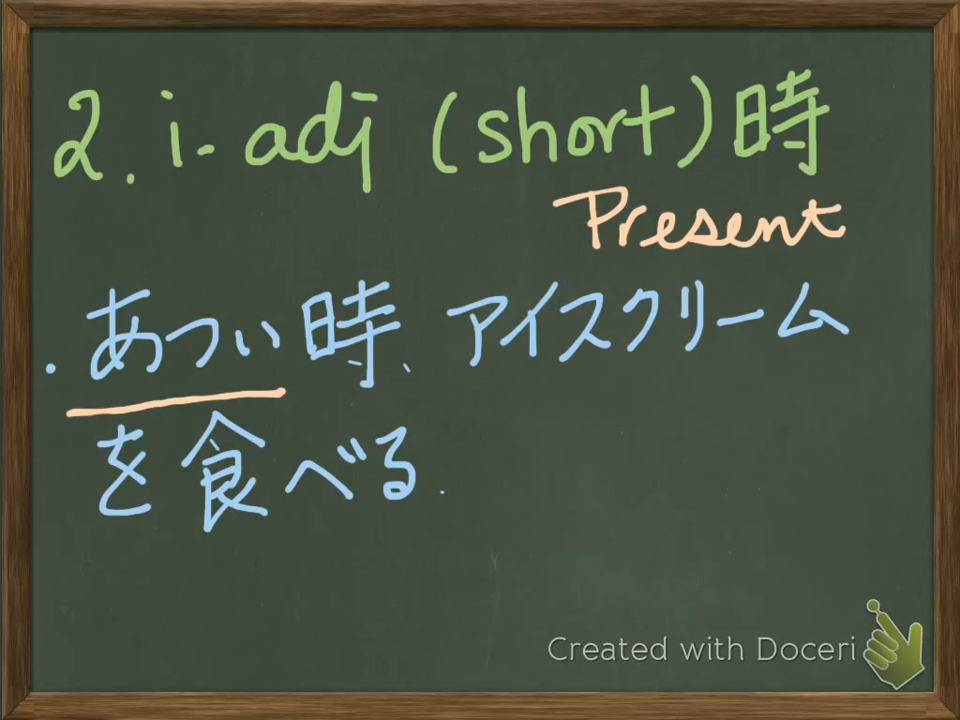 2. i-adj (short)時
Present
・あつい時、アイスクリーム
を食べる.
Created with Doceri